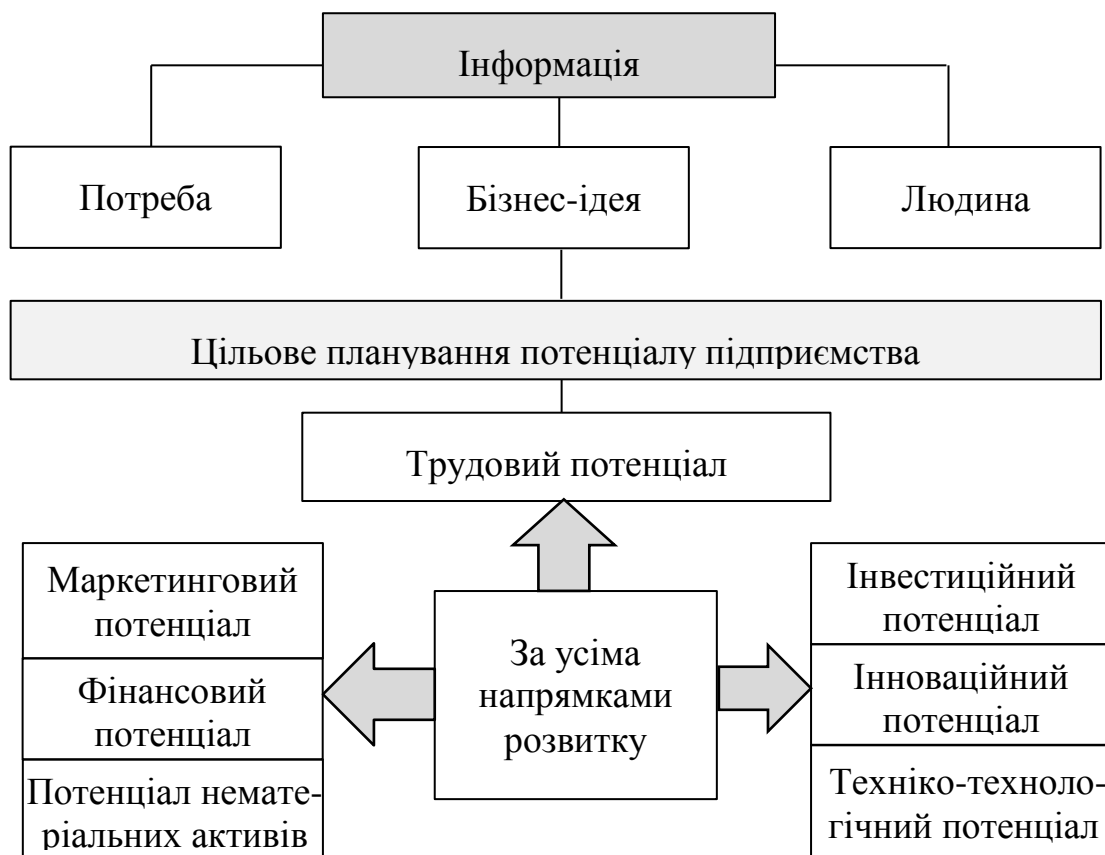 Інформація
Потреба
Бізнес-ідея
Людина
Цільове планування потенціалу підприємства
Трудовий потенціал
Маркетинговий
потенціал
Фінансовий
потенціал
Потенціал немате-
ріальних активів
За усіма
напрямками
розвитку
Інвестиційний
потенціал
Інноваційний
потенціал
Техніко-техноло-
гічний потенціал